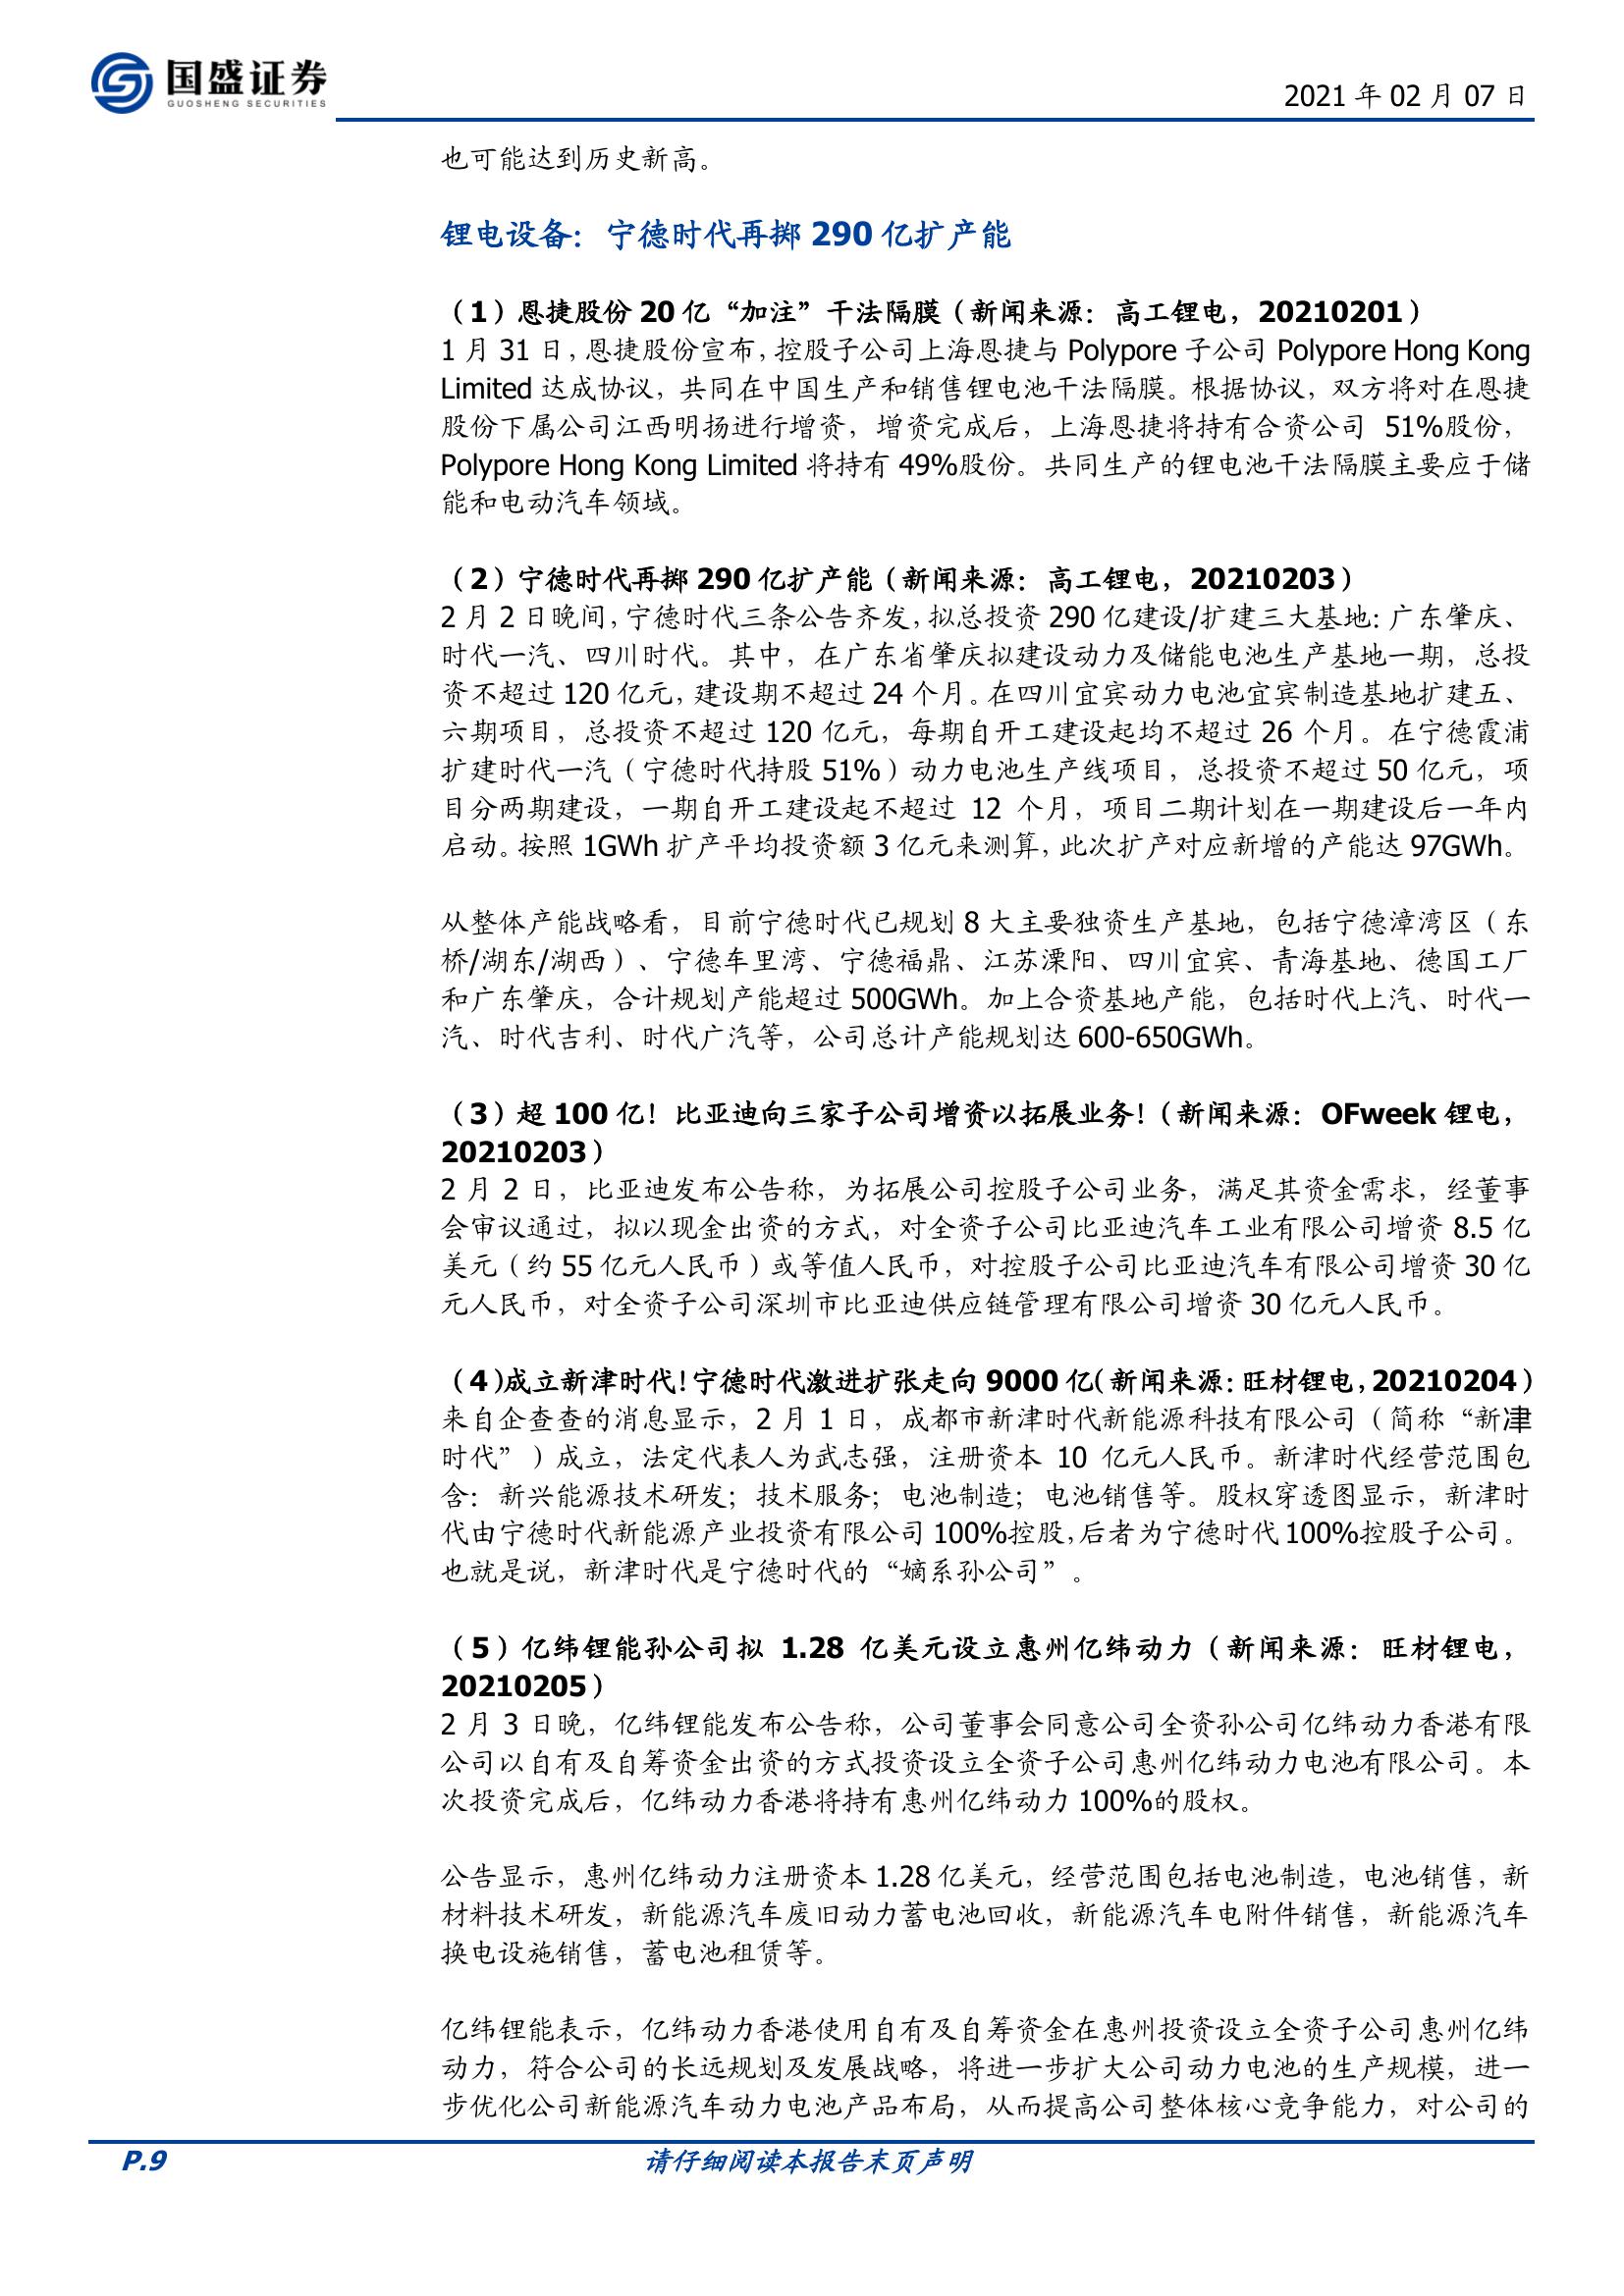 国盛证券
GUOSHENG SECURITIES
2021 年 02 月 07 日
也可能达到历史新高。
锂电设备：宁德时代再掷 290 亿扩产能
（1）恩捷股份 20 亿“加注”干法隔膜（新闻来源：高工锂电，20210201）
1 月 31 日，恩捷股份宣布，控股子公司上海恩捷与 Polypore 子公司 Polypore Hong Kong
Limited 达成协议，共同在中国生产和销售锂电池干法隔膜。根据协议，双方将对在恩捷
股份下属公司江西明扬进行增资，增资完成后，上海恩捷将持有合资公司 51%股份，
Polypore Hong Kong Limited 将持有 49%股份。共同生产的锂电池干法隔膜主要应于储
能和电动汽车领域。
（2）宁德时代再掷 290 亿扩产能（新闻来源：高工锂电，20210203）
2 月 2 日晚间，宁德时代三条公告齐发，拟总投资 290 亿建设/扩建三大基地：广东肇庆、
时代一汽、四川时代。其中，在广东省肇庆拟建设动力及储能电池生产基地一期，总投
资不超过 120 亿元，建设期不超过 24 个月。在四川宜宾动力电池宜宾制造基地扩建五、
六期项目，总投资不超过 120 亿元，每期自开工建设起均不超过 26 个月。在宁德霞浦
扩建时代一汽（宁德时代持股 51%）动力电池生产线项目，总投资不超过 50 亿元，项
目分两期建设，一期自开工建设起不超过 12 个月，项目二期计划在一期建设后一年内
启动。按照 1GWh 扩产平均投资额 3 亿元来测算，此次扩产对应新增的产能达 97GWh。
从整体产能战略看，目前宁德时代已规划 8 大主要独资生产基地，包括宁德漳湾区（东
桥/湖东/湖西）、宁德车里湾、宁德福鼎、江苏溧阳、四川宜宾、青海基地、德国工厂
和广东肇庆，合计规划产能超过 500GWh。加上合资基地产能，包括时代上汽、时代一
汽、时代吉利、时代广汽等，公司总计产能规划达 600-650GWh。
（3）超 100 亿！比亚迪向三家子公司增资以拓展业务！（新闻来源：OFweek 锂电，
20210203）
2 月 2 日，比亚迪发布公告称，为拓展公司控股子公司业务，满足其资金需求，经董事
会审议通过，拟以现金出资的方式，对全资子公司比亚迪汽车工业有限公司增资 8.5 亿
美元（约 55 亿元人民币）或等值人民币，对控股子公司比亚迪汽车有限公司增资 30 亿
元人民币，对全资子公司深圳市比亚迪供应链管理有限公司增资 30 亿元人民币。
（4）成立新津时代！宁德时代激进扩张走向 9000 亿（新闻来源：旺材锂电，20210204）
来自企查查的消息显示，2 月 1 日，成都市新津时代新能源科技有限公司（简称“新津
时代”）成立，法定代表人为武志强，注册资本 10 亿元人民币。新津时代经营范围包
含：新兴能源技术研发；技术服务；电池制造；电池销售等。股权穿透图显示，新津时
代由宁德时代新能源产业投资有限公司 100%控股，后者为宁德时代 100%控股子公司。
也就是说，新津时代是宁德时代的“嫡系孙公司”。
（5）亿纬锂能孙公司拟 1.28 亿美元设立惠州亿纬动力（新闻来源：旺材锂电，
20210205）
2 月 3 日晚，亿纬锂能发布公告称，公司董事会同意公司全资孙公司亿纬动力香港有限
公司以自有及自筹资金出资的方式投资设立全资子公司惠州亿纬动力电池有限公司。本
次投资完成后，亿纬动力香港将持有惠州亿纬动力 100%的股权。
公告显示，惠州亿纬动力注册资本 1.28 亿美元，经营范围包括电池制造，电池销售，新
材料技术研发，新能源汽车废旧动力蓄电池回收，新能源汽车电附件销售，新能源汽车
换电设施销售，蓄电池租赁等。
亿纬锂能表示，亿纬动力香港使用自有及自筹资金在惠州投资设立全资子公司惠州亿纬
动力，符合公司的长远规划及发展战略，将进一步扩大公司动力电池的生产规模，进一
步优化公司新能源汽车动力电池产品布局，从而提高公司整体核心竞争能力，对公司的
P.9
请仔细阅读本报告末页声明